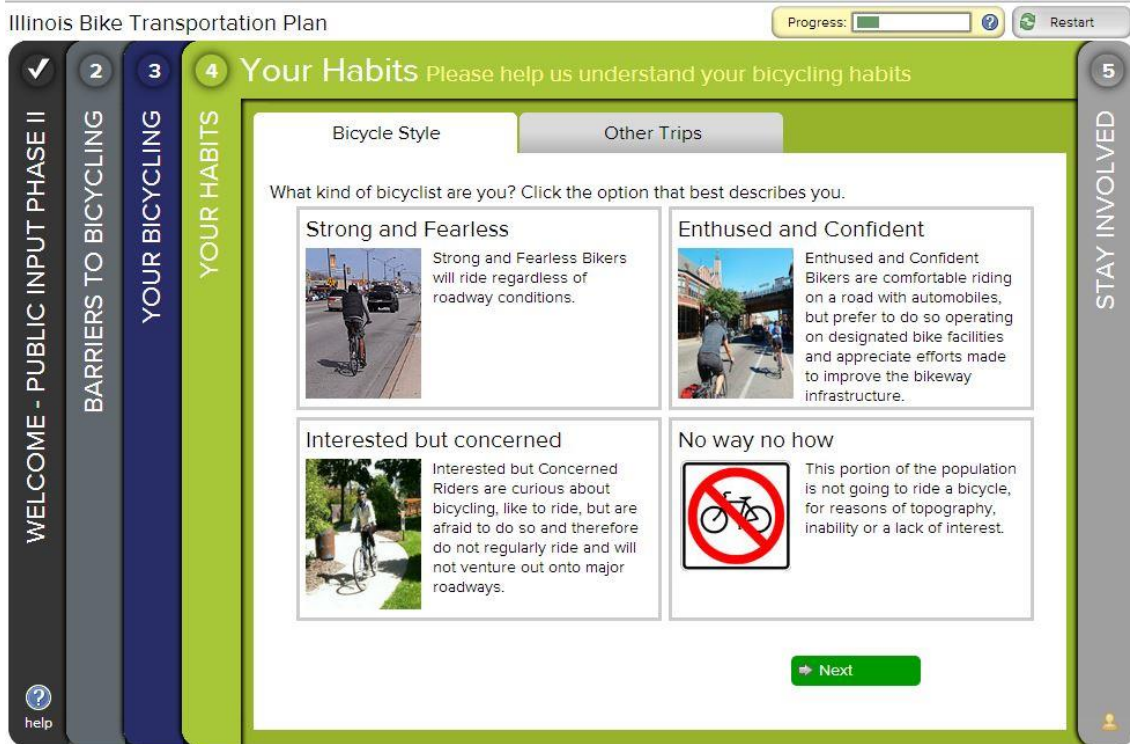 Illinois Bike Transportation Plan
Progress:
Restart
WELCOME - PUBLIC INPUT PHASE II
help
2
BARRIERS TO BICYCLING
3
YOUR BICYCLING
4
YOUR HABITS
Your Habits Please help us understand your bicycling habits
Bicycle Style
Other Trips
What kind of bicyclist are you? Click the option that best describes you.
Strong and Fearless
Strong and Fearless Bikers
will ride regardless of
roadway conditions.
Enthused and Confident
Enthused and Confident
Bikers are comfortable riding
on a road with automobiles,
but prefer to do so operating
on designated bike facilities
and appreciate efforts made
to improve the bikeway
infrastructure.
Interested but concerned
Interested but Concerned
Riders are curious about
bicycling, like to ride, but are
afraid to do so and therefore
do not regularly ride and will
not venture out onto major
roadways.
No way no how
This portion of the population
is not going to ride a bicycle,
for reasons of topography,
inability or a lack of interest.
Next
5
STAY INVOLVED